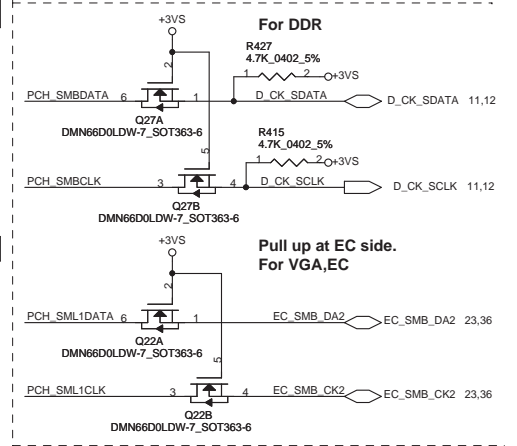 +3VS
For DDR
R427
4.7K_0402_5%
1 2 +3VS
2
PCH_SMBDATA 6 1 D_CK_SDATA D_CK_SDATA 11,12
Q27A
DMN66D0LDW-7_SOT363-6
R415
4.7K_0402_5%
1 2 +3VS
5
PCH_SMBCLK 3 4 D_CK_SCLK D_CK_SCLK 11,12
Q27B
DMN66D0LDW-7_SOT363-6
+3VS
Pull up at EC side.
For VGA,EC
2
PCH_SML1DATA 6 1 EC_SMB_DA2 EC_SMB_DA2 23,36
Q22A
DMN66D0LDW-7_SOT363-6
5
PCH_SML1CLK 3 4 EC_SMB_CK2 EC_SMB_CK2 23,36
Q22B
DMN66D0LDW-7_SOT363-6